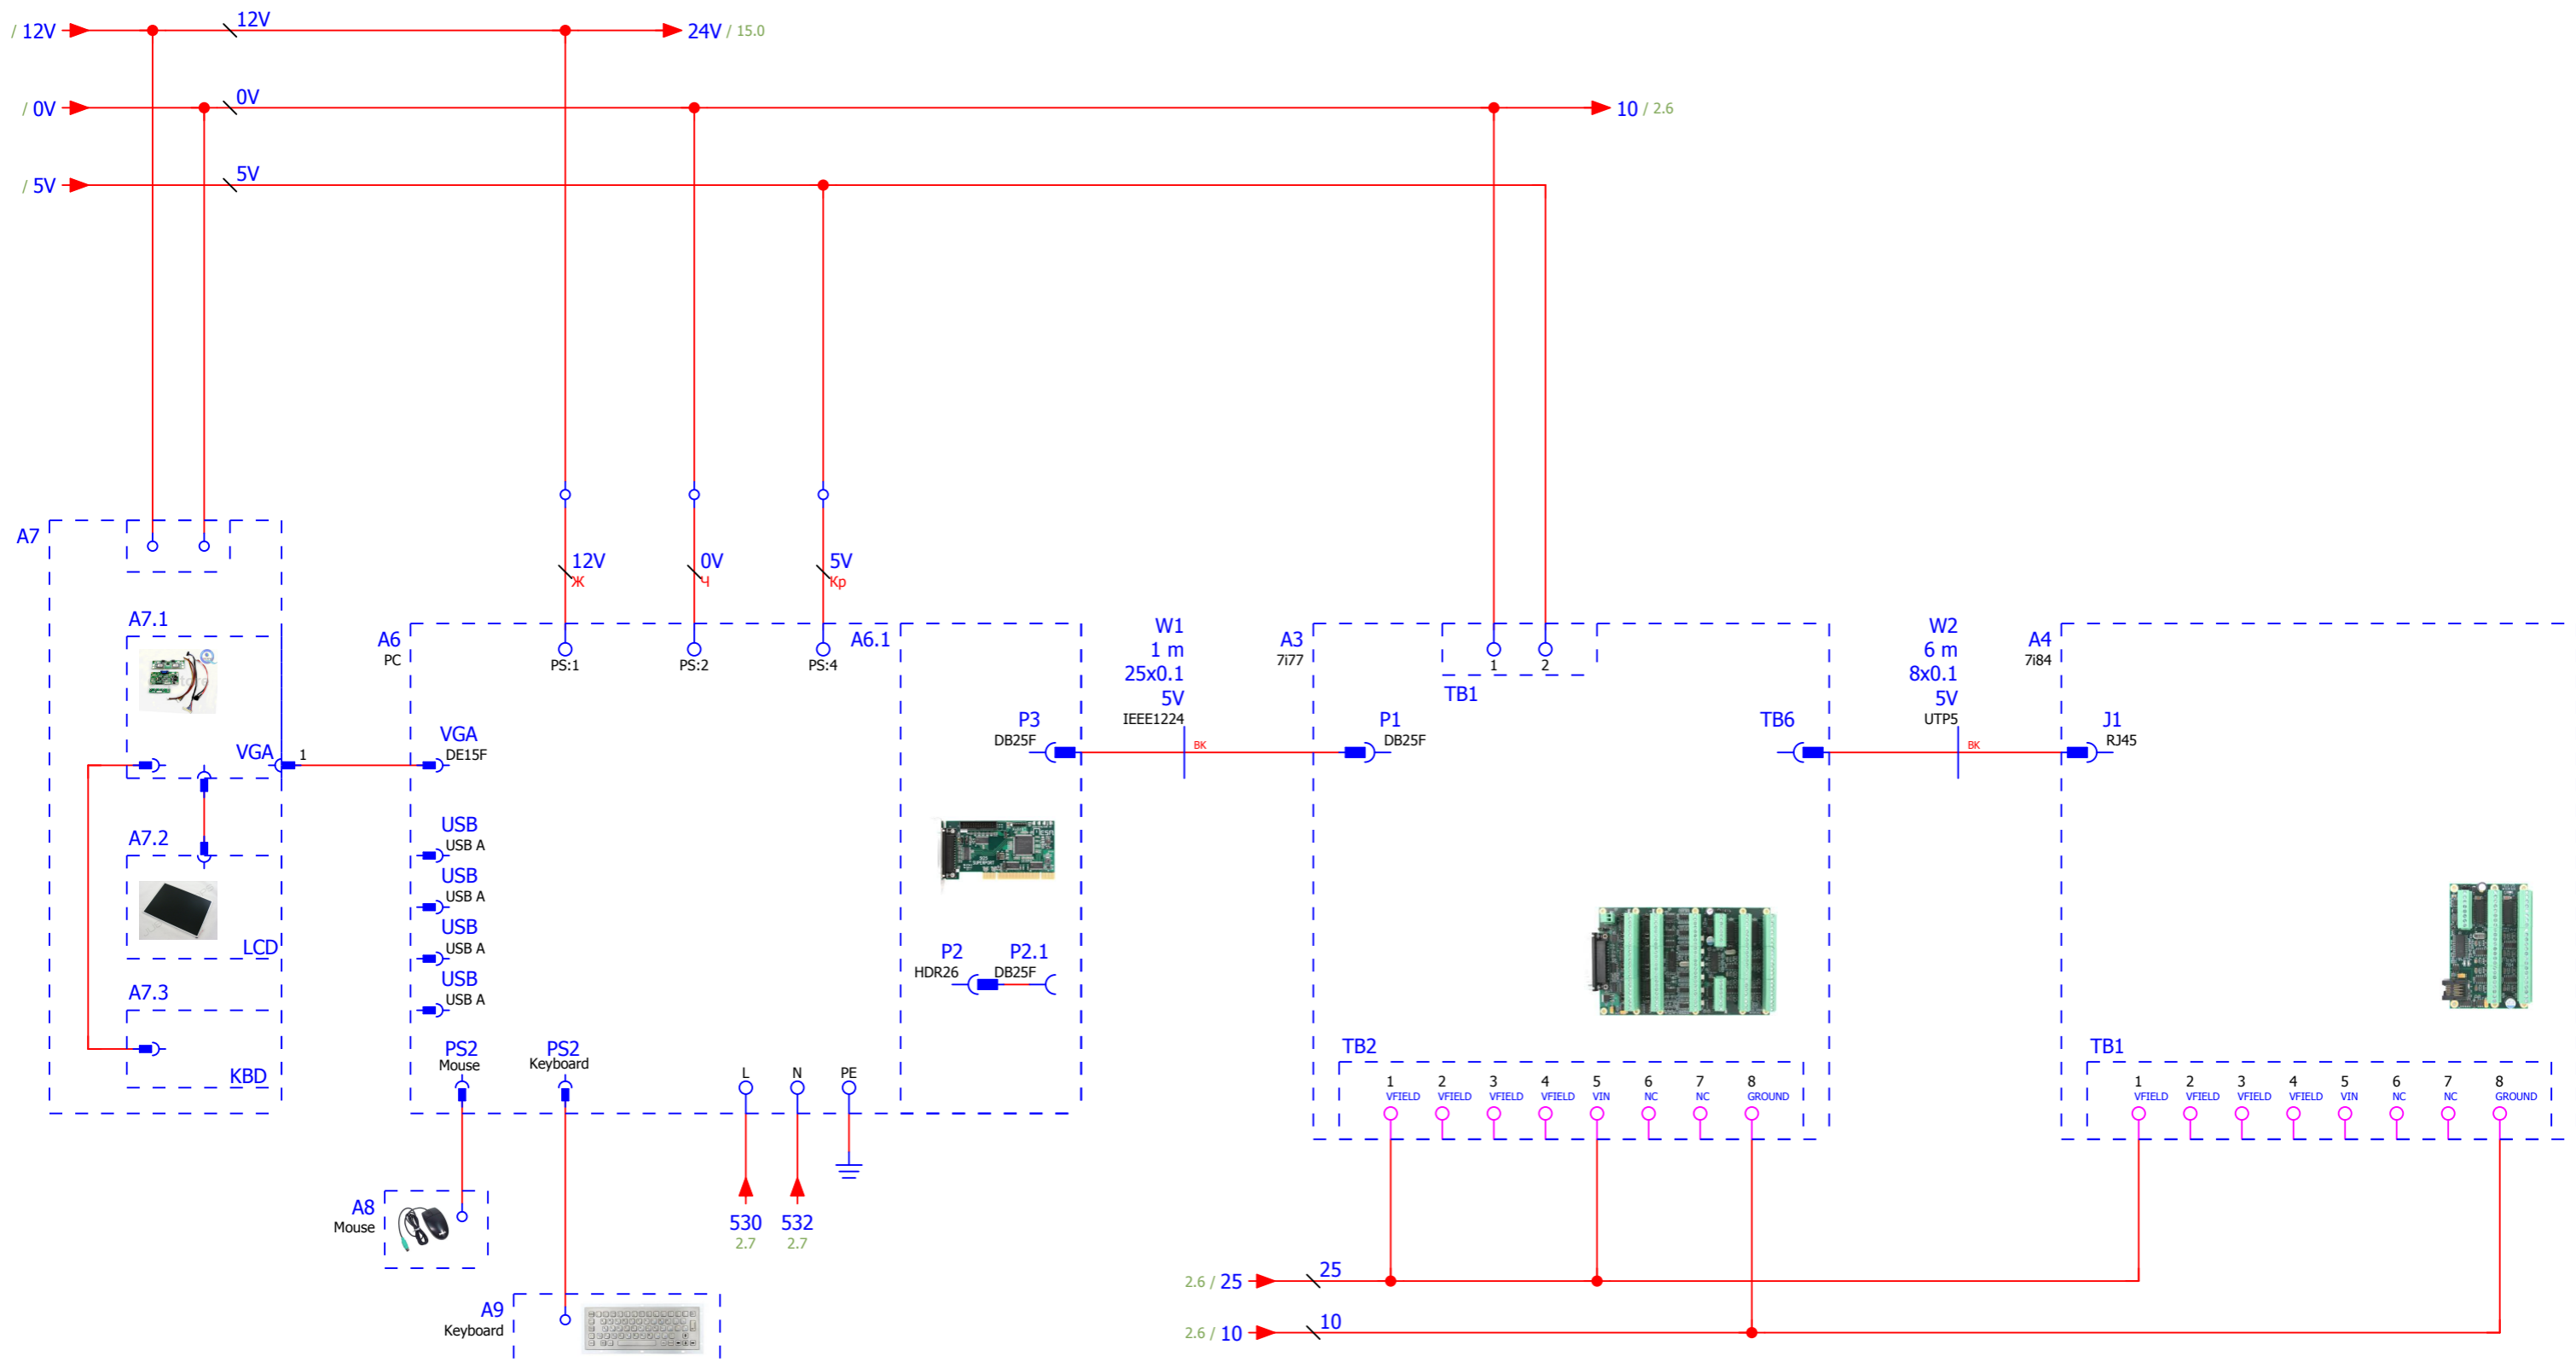 / 12V
12V
24V / 15.0
/ 0V
0V
10 / 2.6
/ 5V
5V
A7
12V
Ж
0V
Ч
5V
Кр
A7.1
A6
PC
PS:1
PS:2
PS:4
A6.1
W1
1 m
25x0.1
5V
IEEE1224
BK
A3
7i77
1
2
TB1
W2
6 m
8x0.1
5V
UTP5
BK
A4
7i84
P3
DB25F
P1
DB25F
TB6
J1
RJ45
VGA
1
VGA
DE15F
USB
USB A
USB
USB A
USB
USB A
USB
USB A
A7.2
LCD
A7.3
KBD
P2
HDR26
P2.1
DB25F
PS2
Mouse
PS2
Keyboard
L
N
PE
TB2
1
VFIELD
2
VFIELD
3
VFIELD
4
VFIELD
5
VIN
6
NC
7
NC
8
GROUND
TB1
1
VFIELD
2
VFIELD
3
VFIELD
4
VFIELD
5
VIN
6
NC
7
NC
8
GROUND
A8
Mouse
530
2.7
532
2.7
2.6 / 25
25
A9
Keyboard
2.6 / 10
10